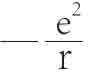 — e²/r